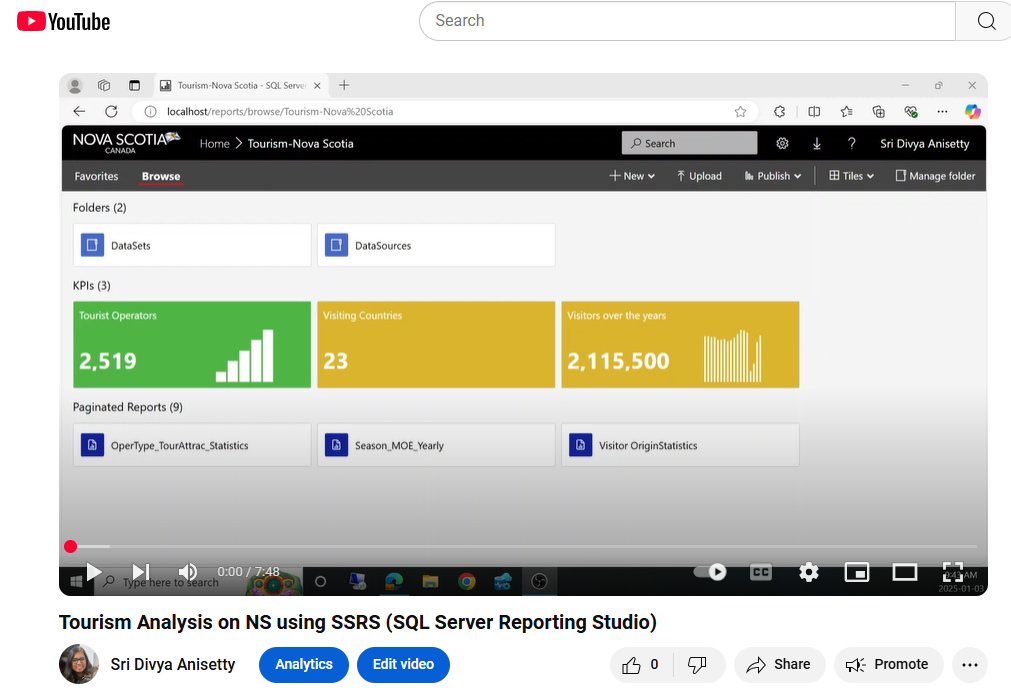 YouTube
Search
Tourism-Nova Scotia - SQL Server
localhost/reports/browse/Tourism-Nova%20Scotia
NOVA SCOTIA
CANADA
Home > Tourism-Nova Scotia
Search
? Sri Divya Anisetty
Favorites Browse
+ New Upload Publish Tiles Manage folder
Folders (2)
DataSets DataSources
KPIs (3)
Tourist Operators Visiting Countries Visitors over the years
2,519 23 2,115,500
Paginated Reports (9)
OperType_TourAttrac_Statistics Season_MOE_Yearly Visitor OriginStatistics
Type here to search
0:00 / 7:48
CC
AM
2025-01-03
Tourism Analysis on NS using SSRS (SQL Server Reporting Studio)
Sri Divya Anisetty Analytics Edit video 0 Share Promote